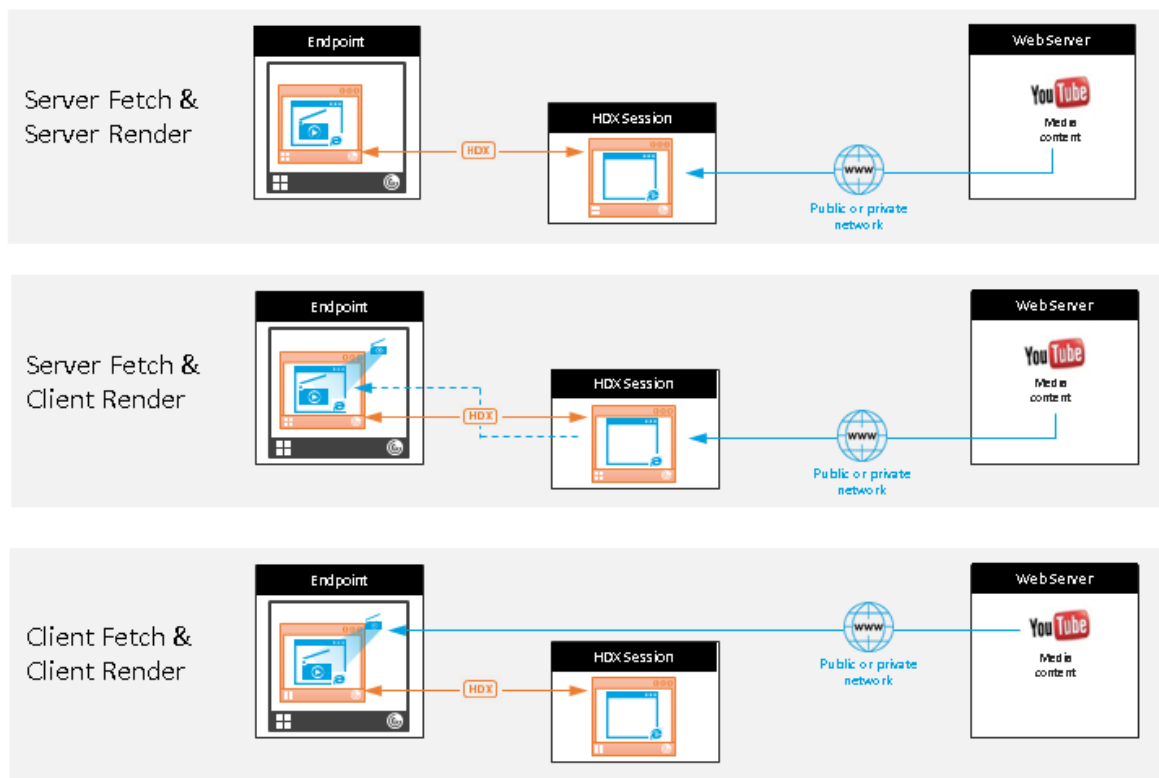 Server Fetch &
Server Render
Endpoint
HDX
HDX Session
www
Public or private
network
WebServer
YouTube
Media
content
Server Fetch &
Client Render
Endpoint
HDX
HDX Session
www
Public or private
network
WebServer
YouTube
Media
content
Client Fetch &
Client Render
Endpoint
HDX
HDX Session
www
Public or private
network
WebServer
YouTube
Media
content